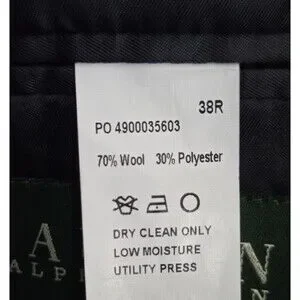 38R
PO 4900035603
70% Wool 30% Polyester
DRY CLEAN ONLY
LOW MOISTURE
UTILITY PRESS